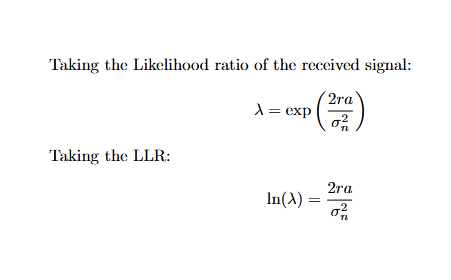 Taking the Likelihood ratio of the received signal:
λ = exp(2ra/σ_n^2)
Taking the LLR:
ln(λ) = 2ra/σ_n^2